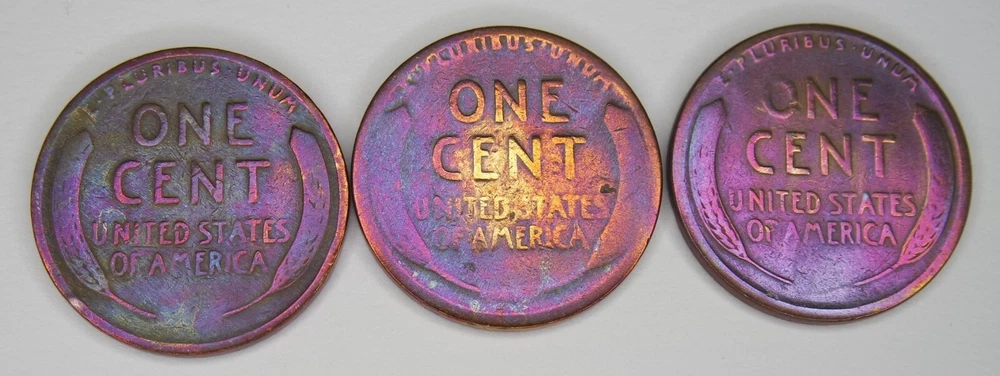 E·PLURIBUS·UNUM
ONE
CENT
UNITED STATES
OF AMERICA
PLURIBUS·UNUM
ONE
CENT
UNITED STATES
OF AMERICA
E·PLURIBUS·UNUM
ONE
CENT
UNITED STATES
OF AMERICA